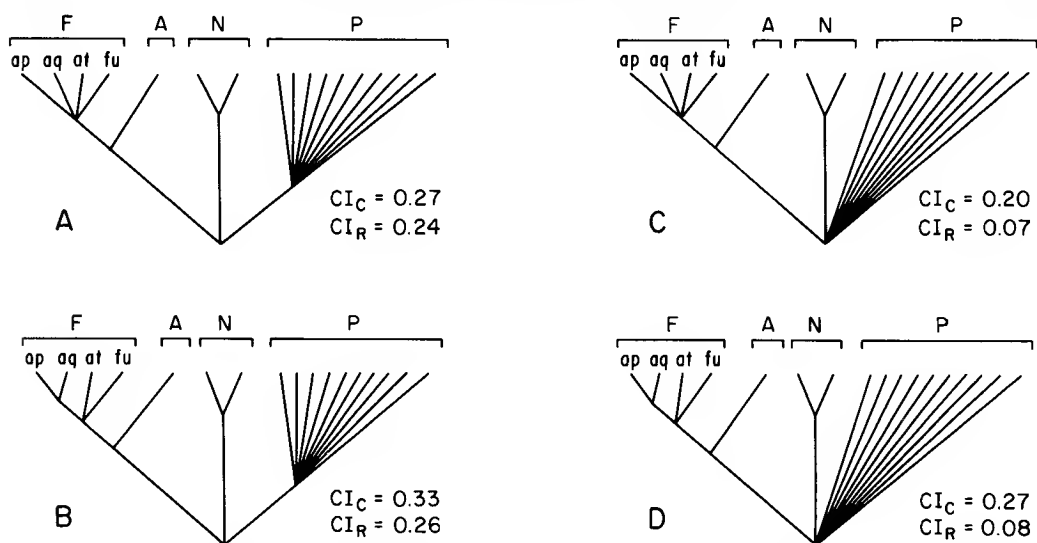 F A N P
ap aq at fu
CI_C = 0.27
CI_R = 0.24
A
F A N P
ap aq at fu
CI_C = 0.20
CI_R = 0.07
C
F A N P
ap aq at fu
CI_C = 0.33
CI_R = 0.26
B
F A N P
ap aq at fu
CI_C = 0.27
CI_R = 0.08
D